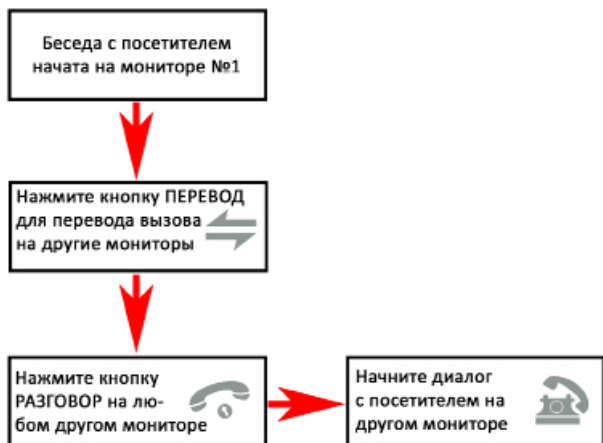 Беседа с посетителем
начата на мониторе №1
Нажмите кнопку ПЕРЕВОД
для перевода вызова
на другие мониторы
Нажмите кнопку
РАЗГОВОР на лю-
бом другом мониторе
Начните диалог
с посетителем на
другом мониторе